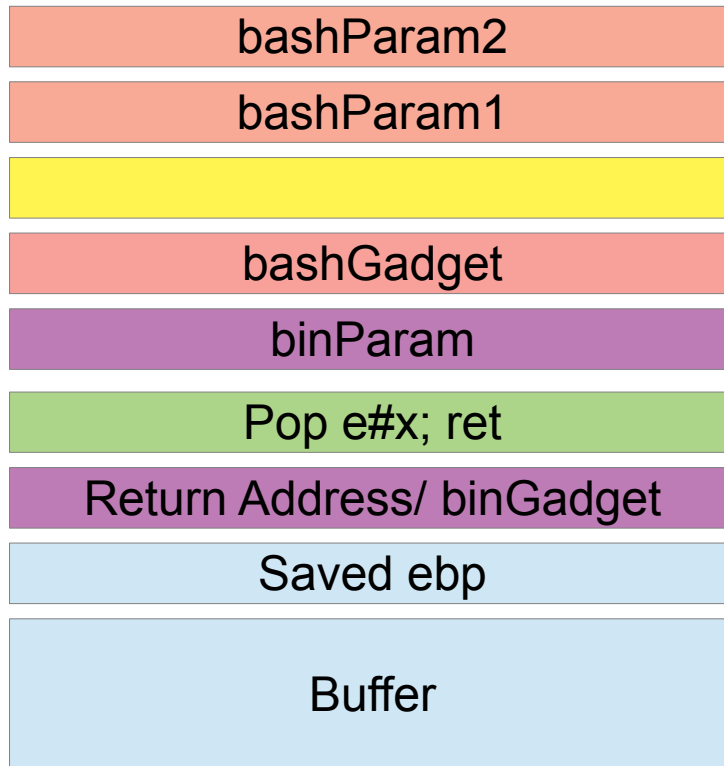 bashParam2
bashParam1
bashGadget
binParam
Pop e#x; ret
Return Address/ binGadget
Saved ebp
Buffer